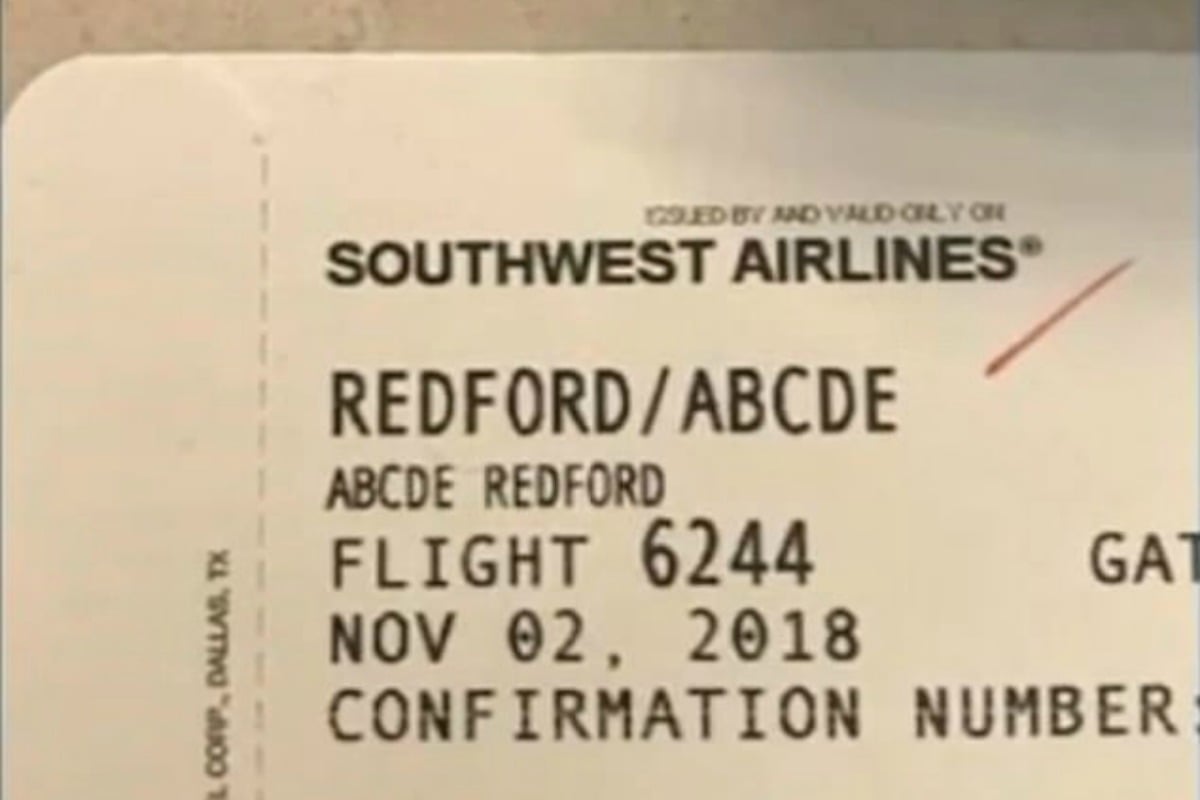 ISSUED BY AND VALID ONLY ON
SOUTHWEST AIRLINES®
REDFORD/ABCDE
ABCDE REDFORD
FLIGHT 6244 GAT
NOV 02, 2018
CONFIRMATION NUMBER:
L CORP., DALLAS, TX